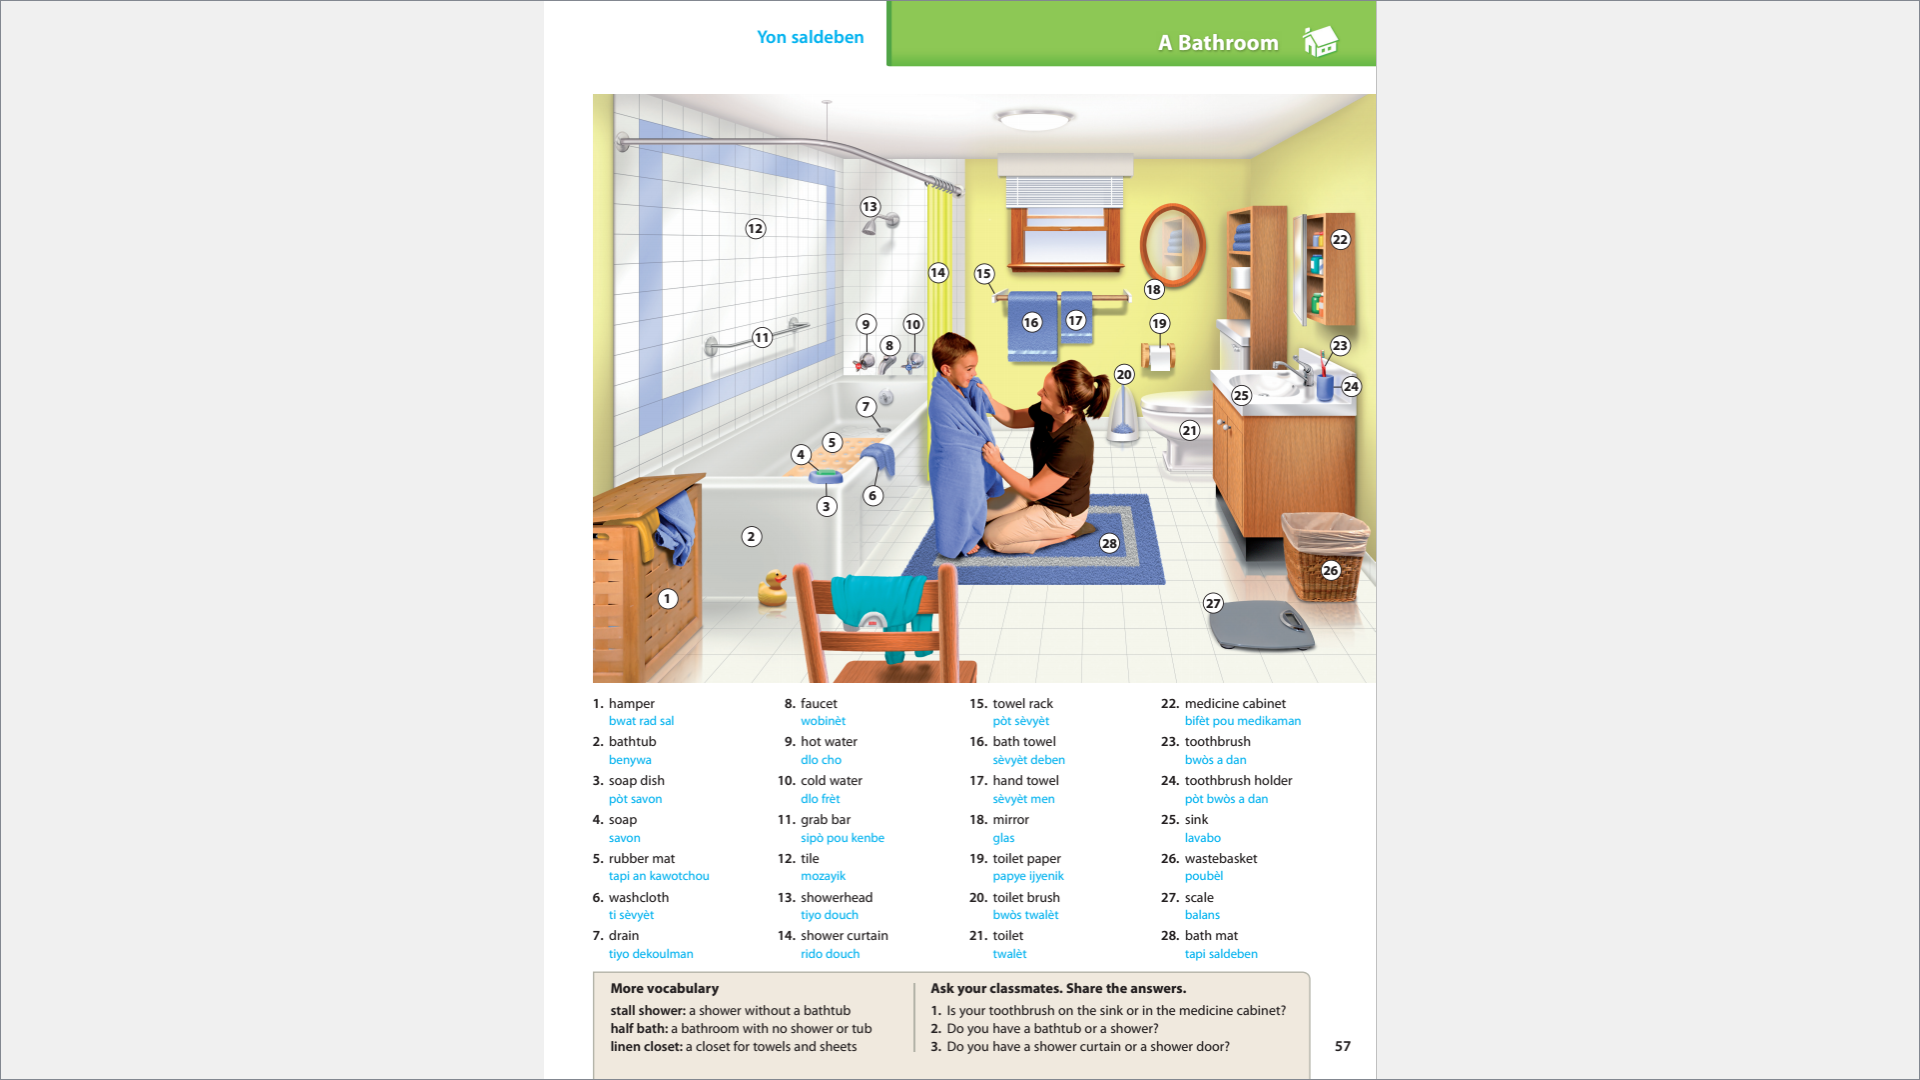 Yon saldeben
A Bathroom
13
12
22
14
15
18
16
17
19
9
10
11
8
23
20
24
25
7
21
5
4
6
3
2
28
26
1
27
1. hamper
bwat rad sal
2. bathtub
benywa
3. soap dish
pòt savon
4. soap
savon
5. rubber mat
tapi an kawotchou
6. washcloth
ti sèvyèt
7. drain
tiyo dekoulman
8. faucet
wobinèt
9. hot water
dlo cho
10. cold water
dlo frèt
11. grab bar
sipò pou kenbe
12. tile
mozayik
13. showerhead
tiyo douch
14. shower curtain
rido douch
15. towel rack
pòt sèvyèt
16. bath towel
sèvyèt deben
17. hand towel
sèvyèt men
18. mirror
glas
19. toilet paper
papye ijyenik
20. toilet brush
bwòs twalèt
21. toilet
twalèt
22. medicine cabinet
bifèt pou medikaman
23. toothbrush
bwòs a dan
24. toothbrush holder
pòt bwòs a dan
25. sink
lavabo
26. wastebasket
poubèl
27. scale
balans
28. bath mat
tapi saldeben
More vocabulary
stall shower: a shower without a bathtub
half bath: a bathroom with no shower or tub
linen closet: a closet for towels and sheets
Ask your classmates. Share the answers.
1. Is your toothbrush on the sink or in the medicine cabinet?
2. Do you have a bathtub or a shower?
3. Do you have a shower curtain or a shower door?
57